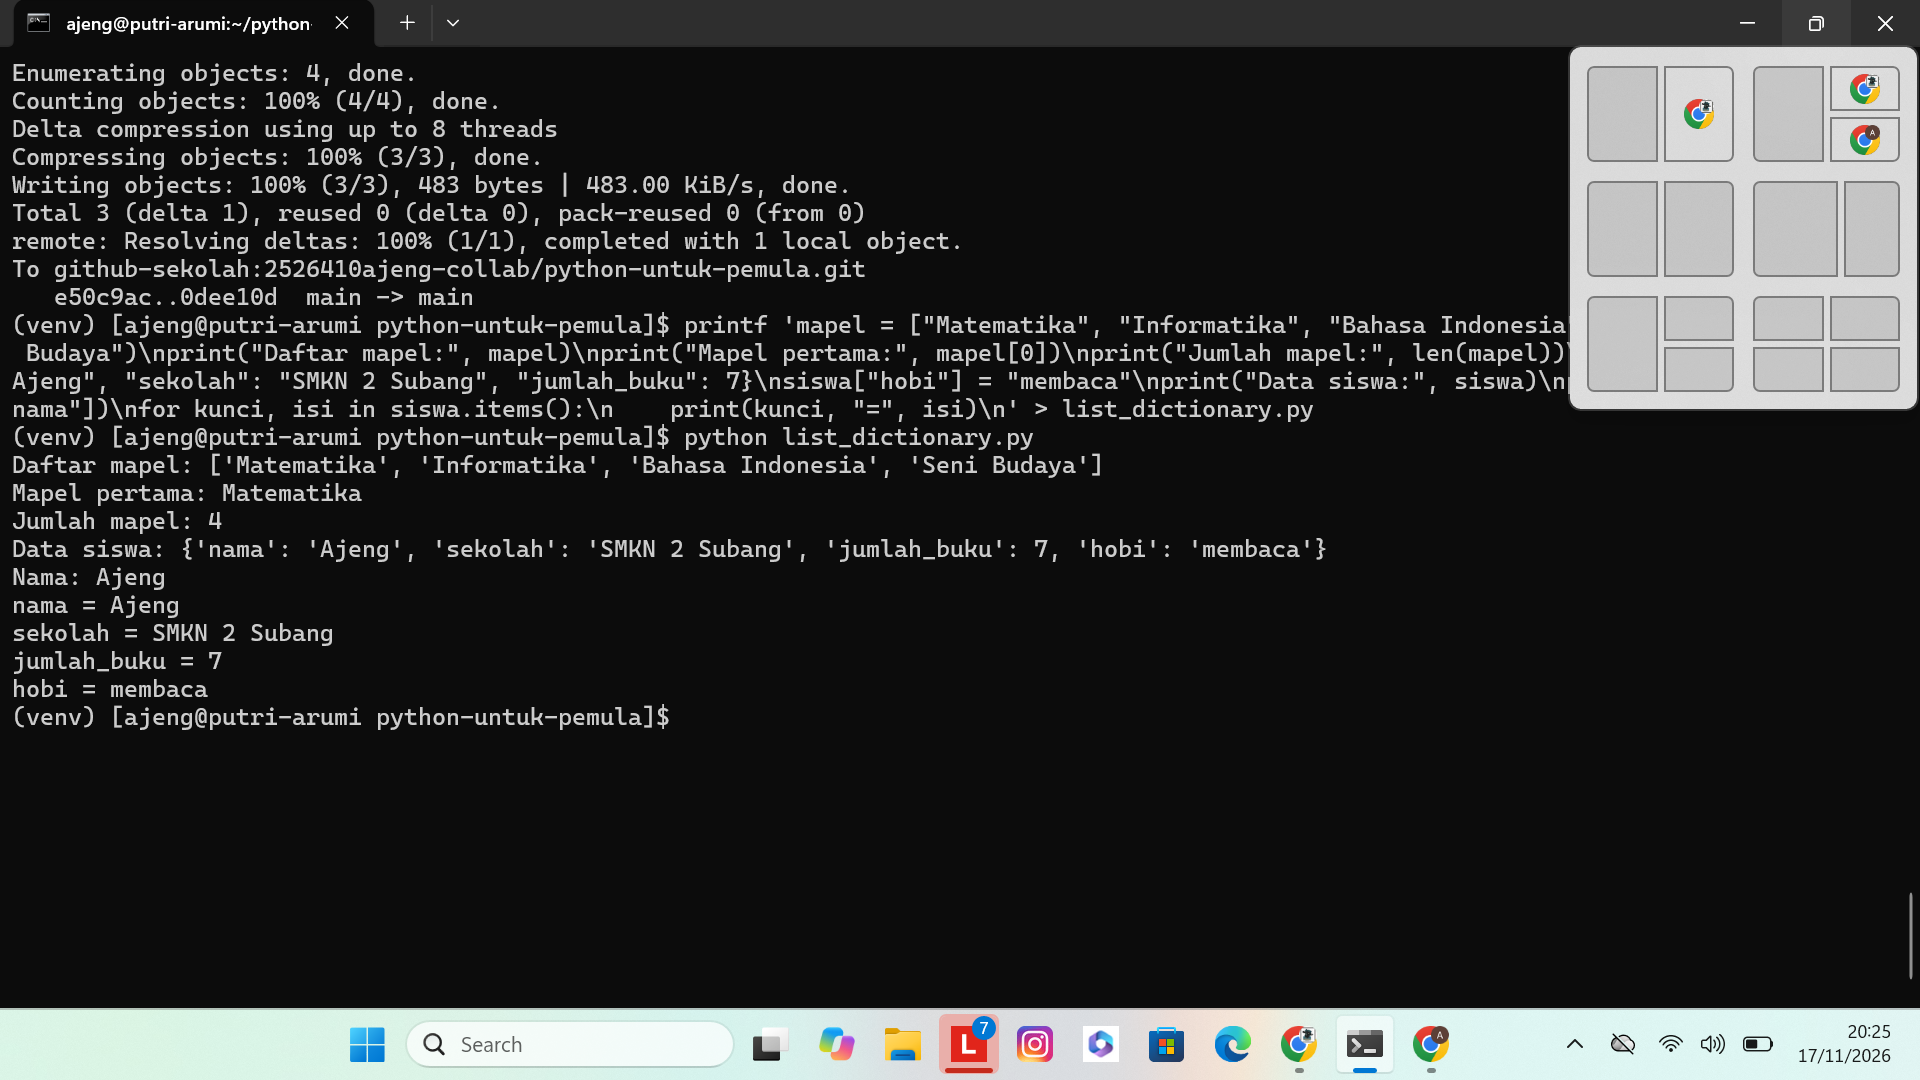 ajeng@putri-arumi:~/python-
Enumerating objects: 4, done.
Counting objects: 100% (4/4), done.
Delta compression using up to 8 threads
Compressing objects: 100% (3/3), done.
Writing objects: 100% (3/3), 483 bytes | 483.00 KiB/s, done.
Total 3 (delta 1), reused 0 (delta 0), pack-reused 0 (from 0)
remote: Resolving deltas: 100% (1/1), completed with 1 local object.
To github-sekolah:2526410ajeng-collab/python-untuk-pemula.git
   e50c9ac..0dee10d  main -> main
(venv) [ajeng@putri-arumi python-untuk-pemula]$ printf 'mapel = ["Matematika", "Informatika", "Bahasa Indonesia"
 Budaya")\nprint("Daftar mapel:", mapel)\nprint("Mapel pertama:", mapel[0])\nprint("Jumlah mapel:", len(mapel))\
Ajeng", "sekolah": "SMKN 2 Subang", "jumlah_buku": 7}\nsiswa["hobi"] = "membaca"\nprint("Data siswa:", siswa)\np
nama"])\nfor kunci, isi in siswa.items():\n    print(kunci, "=", isi)\n' > list_dictionary.py
(venv) [ajeng@putri-arumi python-untuk-pemula]$ python list_dictionary.py
Daftar mapel: ['Matematika', 'Informatika', 'Bahasa Indonesia', 'Seni Budaya']
Mapel pertama: Matematika
Jumlah mapel: 4
Data siswa: {'nama': 'Ajeng', 'sekolah': 'SMKN 2 Subang', 'jumlah_buku': 7, 'hobi': 'membaca'}
Nama: Ajeng
nama = Ajeng
sekolah = SMKN 2 Subang
jumlah_buku = 7
hobi = membaca
(venv) [ajeng@putri-arumi python-untuk-pemula]$
Search
L
7
A
20:25
17/11/2026